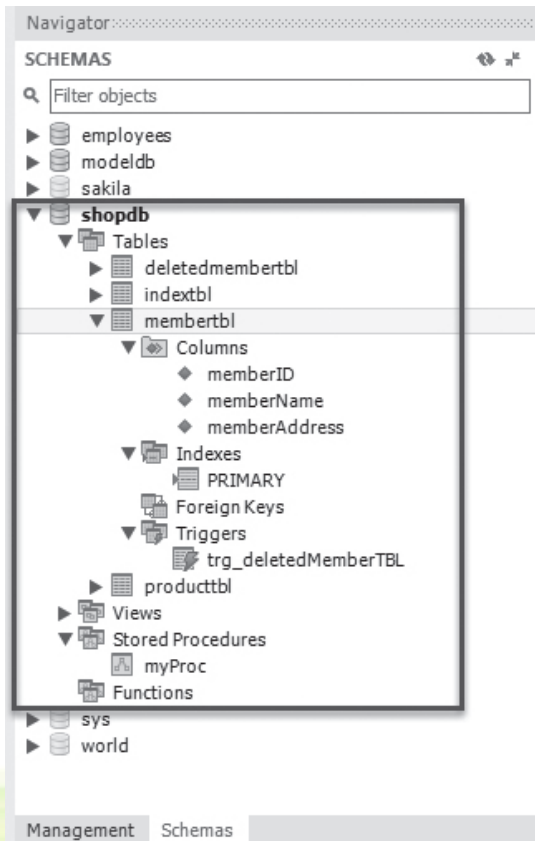 Navigator
SCHEMAS
Filter objects
employees
modeldb
sakila
shopdb
Tables
deletedmembertbl
indextbl
membertbl
Columns
memberID
memberName
memberAddress
Indexes
PRIMARY
Foreign Keys
Triggers
trg_deletedMemberTBL
producttbl
Views
Stored Procedures
myProc
Functions
sys
world
Management Schemas